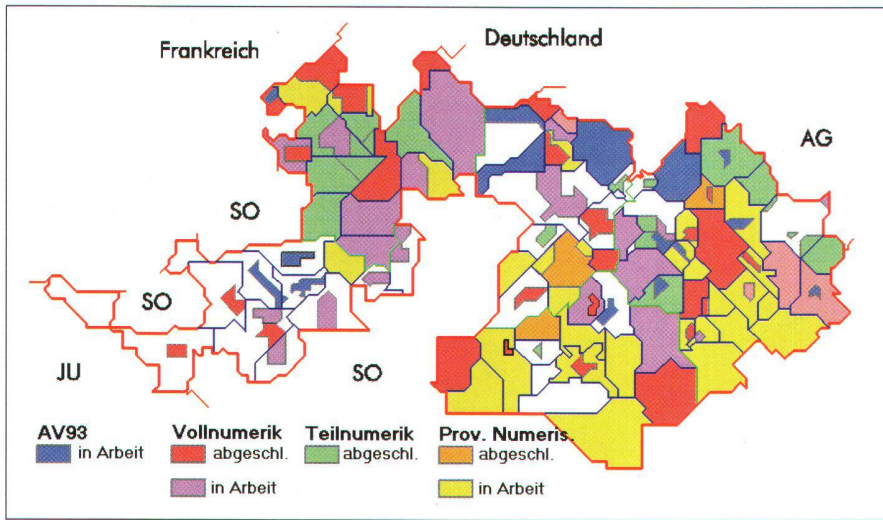 Frankreich
Deutschland
AG
SO
SO
JU
SO
AV93
in Arbeit
Vollnumerik
abgeschl.
in Arbeit
Teilnumerik
abgeschl.
Prov. Numeris.
abgeschl.
in Arbeit